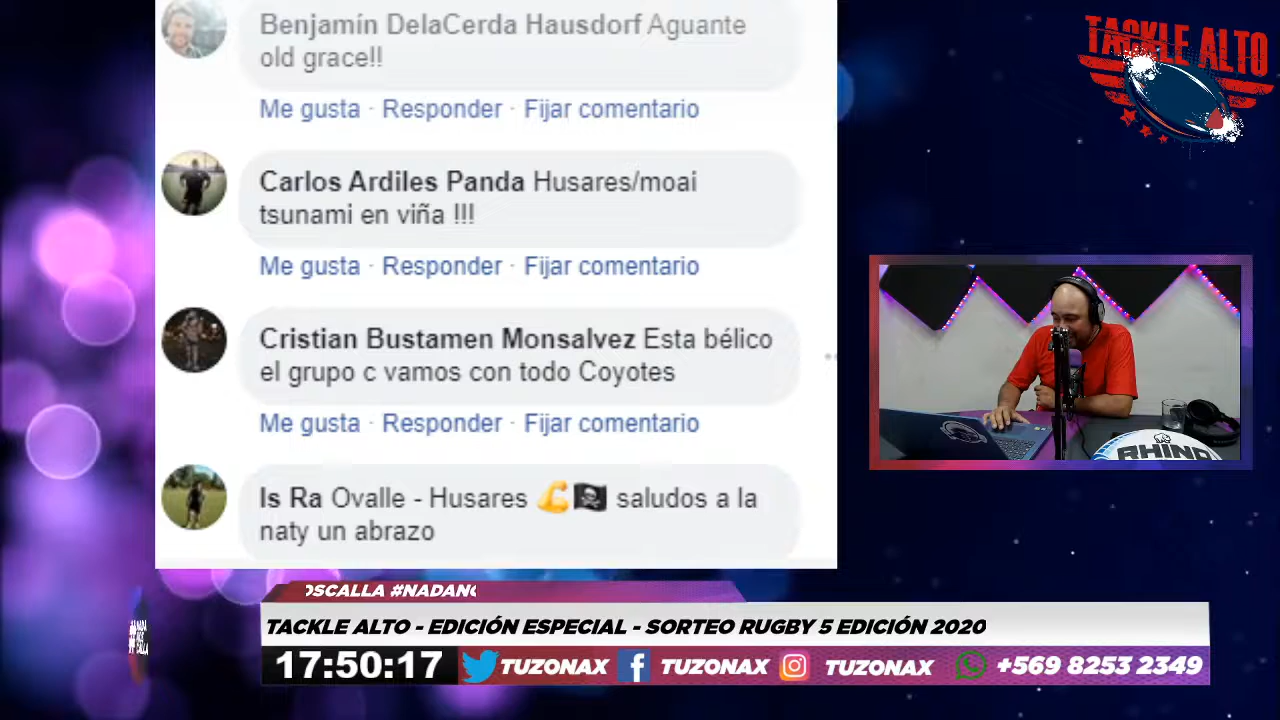 Benjamín DelaCerda Hausdorf Aguante
old grace!!
Me gusta · Responder · Fijar comentario
Carlos Ardiles Panda Husares/moai
tsunami en viña !!!
Me gusta · Responder · Fijar comentario
Cristian Bustamen Monsalvez Esta bélico
el grupo c vamos con todo Coyotes
Me gusta · Responder · Fijar comentario
Is Ra Ovalle - Husares 💪🏴‍☠️ saludos a la
naty un abrazo
TACKLE ALTO
RHINO
OSCALLA #NADANO
TACKLE ALTO - EDICIÓN ESPECIAL - SORTEO RUGBY 5 EDICIÓN 2020
17:50:17 TUZONAX TUZONAX TUZONAX +569 8253 2349